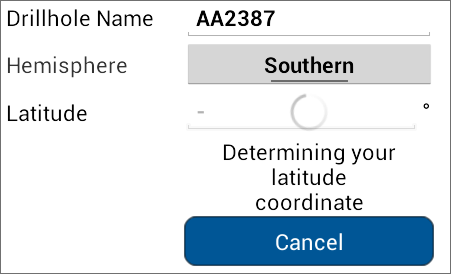 Drillhole Name AA2387
Hemisphere Southern
Latitude - °
Determining your
latitude
coordinate
Cancel